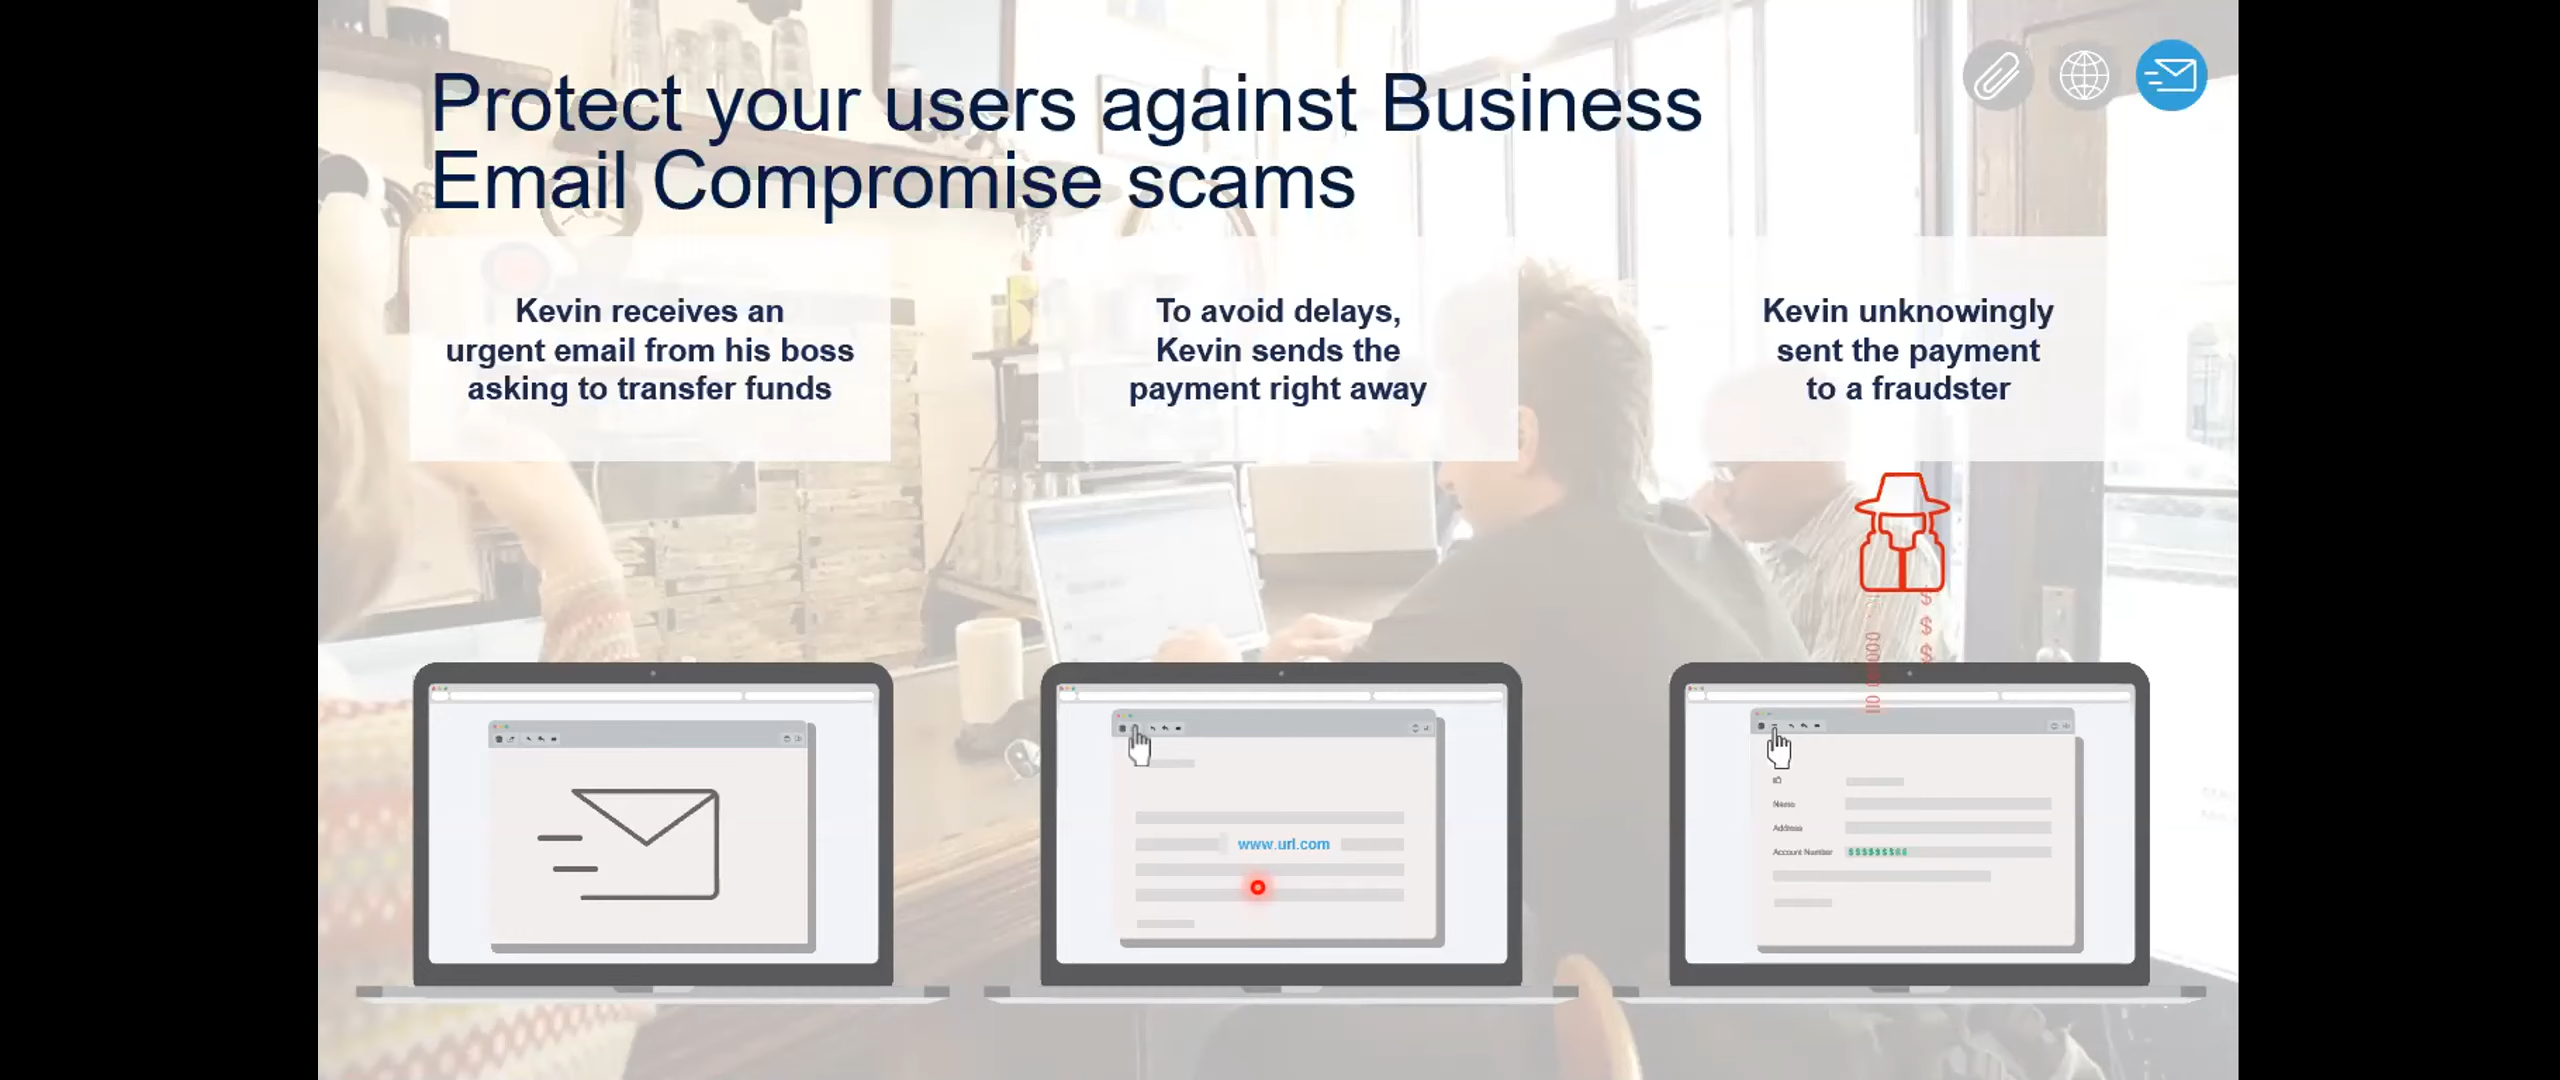 Protect your users against Business
Email Compromise scams
Kevin receives an
urgent email from his boss
asking to transfer funds
To avoid delays,
Kevin sends the
payment right away
Kevin unknowingly
sent the payment
to a fraudster
www.url.com
Name
Address
Account Number